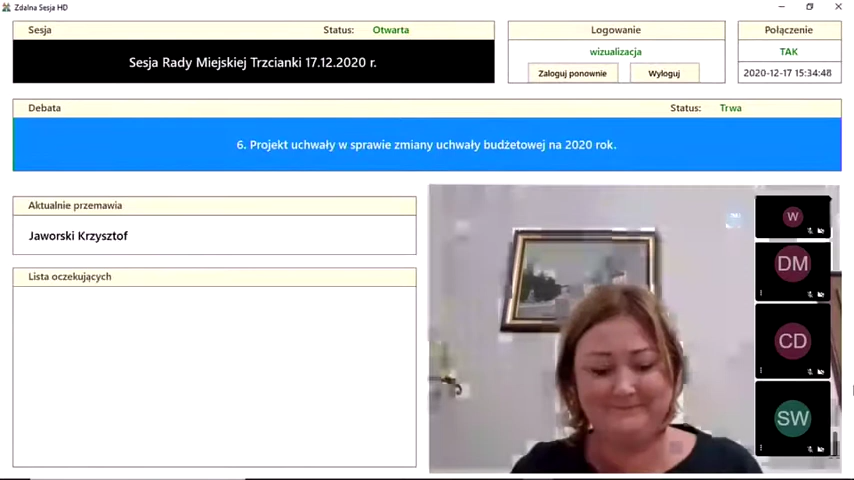 Zdalna Sesja HD
Sesja
Status:
Otwarta
Sesja Rady Miejskiej Trzcianki 17.12.2020 r.
Logowanie
wizualizacja
Zaloguj ponownie
Wyloguj
Połączenie
TAK
2020-12-17 15:34:48
Debata
Status:
Trwa
6. Projekt uchwały w sprawie zmiany uchwały budżetowej na 2020 rok.
Aktualnie przemawia
Jaworski Krzysztof
Lista oczekujących
W
DM
CD
SW